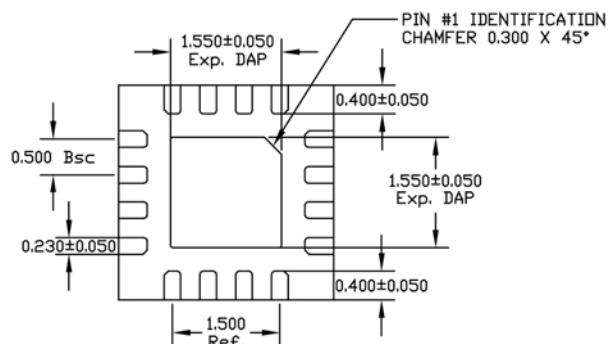 PIN #1 IDENTIFICATION
CHAMFER 0.300 X 45°
1.550±0.050
Exp. DAP
0.400±0.050
0.500 Bsc
1.550±0.050
Exp. DAP
0.230±0.050
0.400±0.050
1.500
Ref.